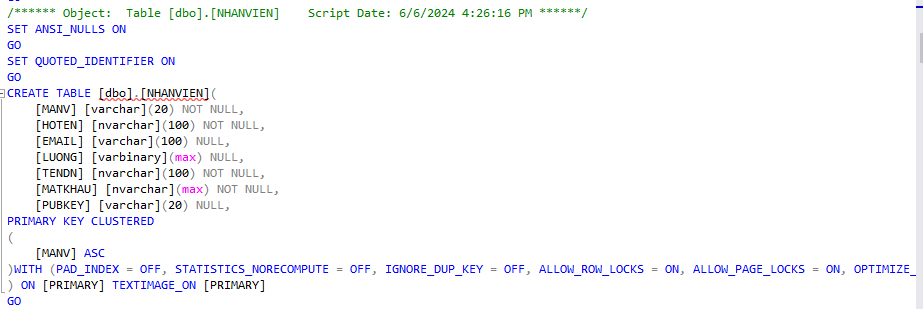 /****** Object:  Table [dbo].[NHANVIEN]    Script Date: 6/6/2024 4:26:16 PM ******/
SET ANSI_NULLS ON
GO
SET QUOTED_IDENTIFIER ON
GO
CREATE TABLE [dbo].[NHANVIEN](
    [MANV] [varchar](20) NOT NULL,
    [HOTEN] [nvarchar](100) NOT NULL,
    [EMAIL] [varchar](100) NULL,
    [LUONG] [varbinary](max) NULL,
    [TENDN] [nvarchar](100) NOT NULL,
    [MATKHAU] [nvarchar](max) NOT NULL,
    [PUBKEY] [varchar](20) NULL,
PRIMARY KEY CLUSTERED
(
    [MANV] ASC
)WITH (PAD_INDEX = OFF, STATISTICS_NORECOMPUTE = OFF, IGNORE_DUP_KEY = OFF, ALLOW_ROW_LOCKS = ON, ALLOW_PAGE_LOCKS = ON, OPTIMIZE_
) ON [PRIMARY] TEXTIMAGE_ON [PRIMARY]
GO